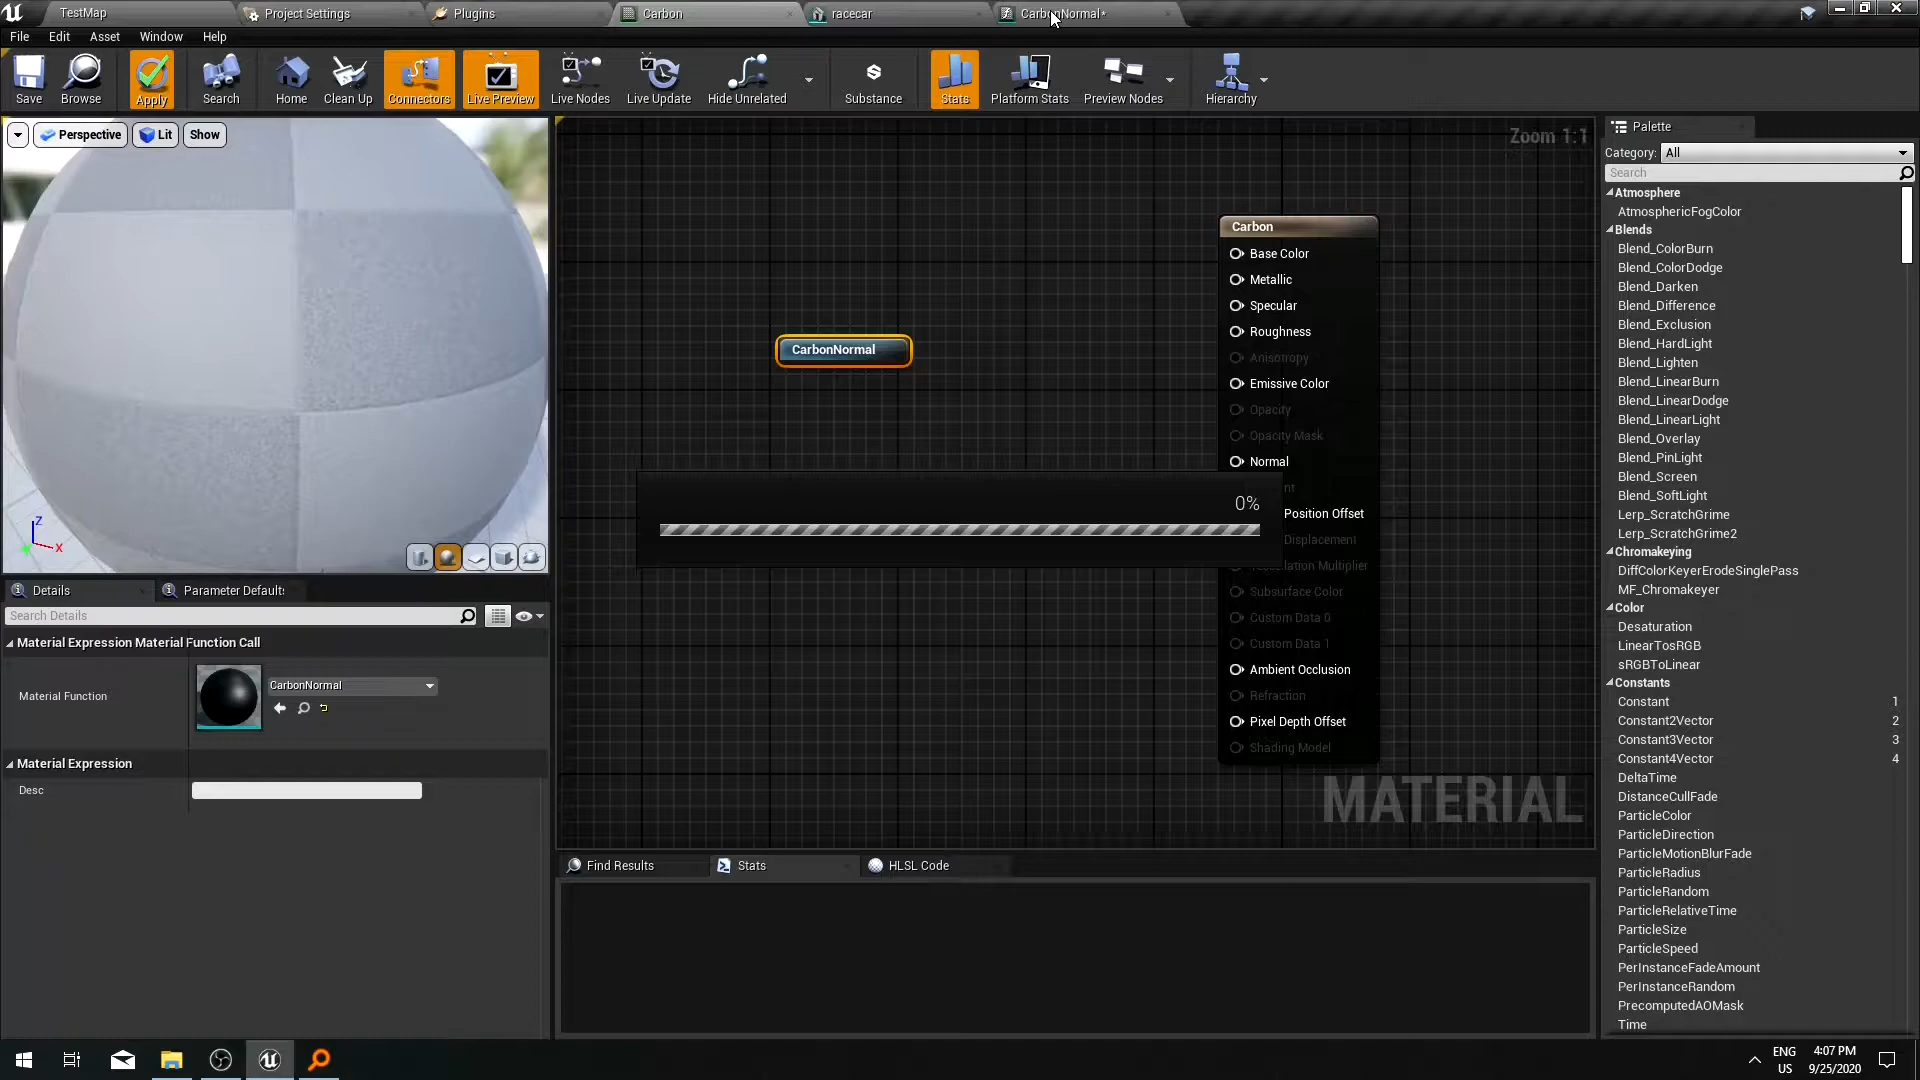 TestMap
Project Settings
Plugins
Carbon
racecar
CarbonNormal*
File Edit Asset Window Help
Save
Browse
Apply
Search
Home
Clean Up
Connectors
Live Preview
Live Nodes
Live Update
Hide Unrelated
Substance
Stats
Platform Stats
Preview Nodes
Hierarchy
Perspective
Lit
Show
Z
X
Zoom 1:1
CarbonNormal
Carbon
Base Color
Metallic
Specular
Roughness
Anisotropy
Emissive Color
Opacity
Opacity Mask
Normal
nt
0%
Position Offset
Displacement
Multiplier
Subsurface Color
Custom Data 0
Custom Data 1
Ambient Occlusion
Refraction
Pixel Depth Offset
Shading Model
MATERIAL
Details
Parameter Defaults
Search Details
Material Expression Material Function Call
Material Function
CarbonNormal
Material Expression
Desc
Find Results
Stats
HLSL Code
Palette
Category: All
Search
Atmosphere
AtmosphericFogColor
Blends
Blend_ColorBurn
Blend_ColorDodge
Blend_Darken
Blend_Difference
Blend_Exclusion
Blend_HardLight
Blend_Lighten
Blend_LinearBurn
Blend_LinearDodge
Blend_LinearLight
Blend_Overlay
Blend_PinLight
Blend_Screen
Blend_SoftLight
Lerp_ScratchGrime
Lerp_ScratchGrime2
Chromakeying
DiffColorKeyerErodeSinglePass
MF_Chromakeyer
Color
Desaturation
LinearTosRGB
sRGBToLinear
Constants
Constant 1
Constant2Vector 2
Constant3Vector 3
Constant4Vector 4
DeltaTime
DistanceCullFade
ParticleColor
ParticleDirection
ParticleMotionBlurFade
ParticleRadius
ParticleRandom
ParticleRelativeTime
ParticleSize
ParticleSpeed
PerInstanceFadeAmount
PerInstanceRandom
PrecomputedAOMask
Time
ENG
US
4:07 PM
9/25/2020